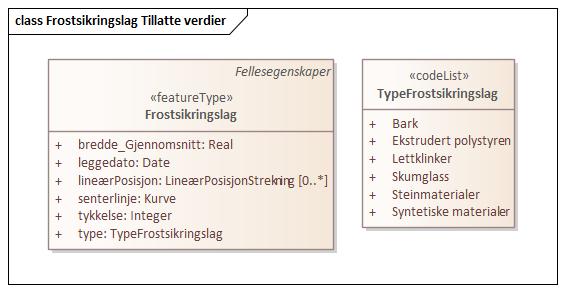 class Frostsikringslag Tillatte verdier
Fellesegenskaper
«featureType»
Frostsikringslag
+ bredde_Gjennomsnitt: Real
+ leggedato: Date
+ lineærPosisjon: LineærPosisjonStrekning [0..*]
+ senterlinje: Kurve
+ tykkelse: Integer
+ type: TypeFrostsikringslag
«codeList»
TypeFrostsikringslag
+ Bark
+ Ekstrudert polystyren
+ Lettklinker
+ Skumglass
+ Steinmaterialer
+ Syntetiske materialer